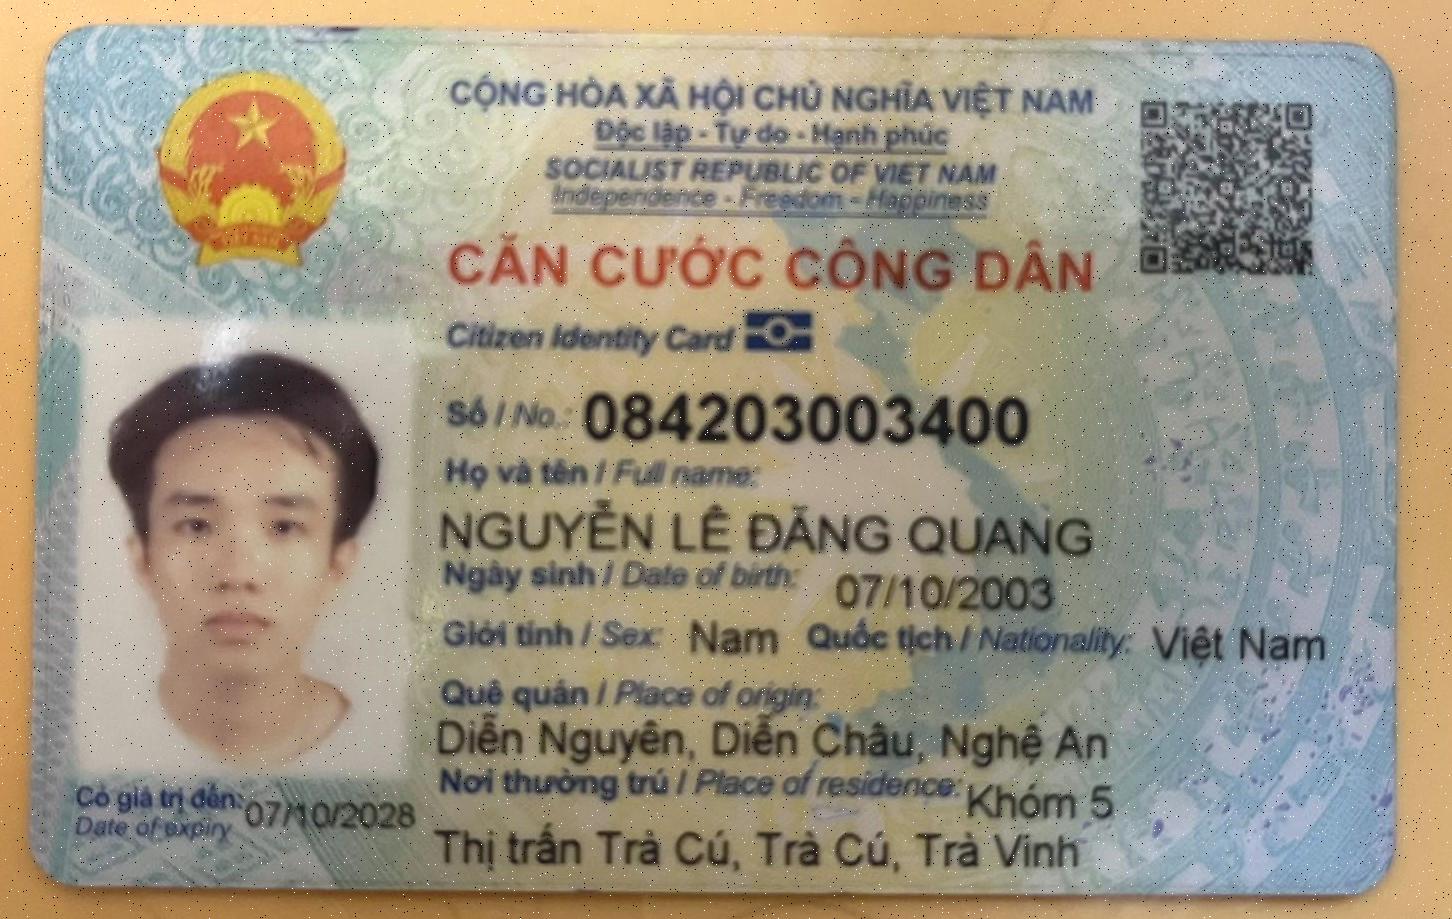 CỘNG HÒA XÃ HỘI CHỦ NGHĨA VIỆT NAM
Độc lập - Tự do - Hạnh phúc
SOCIALIST REPUBLIC OF VIET NAM
Independence - Freedom - Happiness
CĂN CƯỚC CÔNG DÂN
Citizen Identity Card
Số / No.: 084203003400
Họ và tên / Full name:
NGUYỄN LÊ ĐĂNG QUANG
Ngày sinh / Date of birth: 07/10/2003
Giới tính / Sex: Nam Quốc tịch / Nationality: Việt Nam
Quê quán / Place of origin:
Diễn Nguyên, Diễn Châu, Nghệ An
Nơi thường trú / Place of residence: Khóm 5
Thị trấn Trà Cú, Trà Cú, Trà Vinh
Có giá trị đến: 07/10/2028
Date of expiry